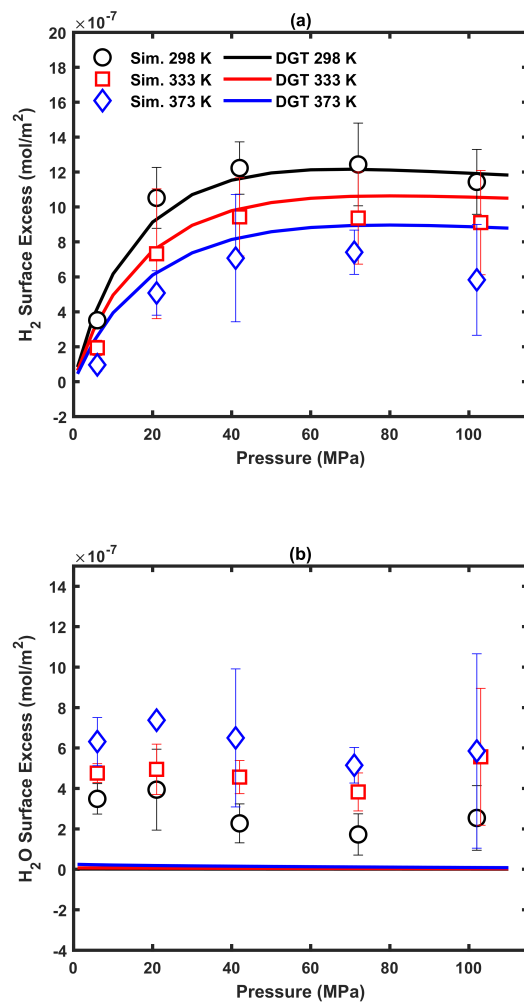 (a)
×10⁻⁷
Sim. 298 K DGT 298 K
Sim. 333 K DGT 333 K
Sim. 373 K DGT 373 K
20
18
16
14
12
10
8
6
4
2
0
-2
H₂ Surface Excess (mol/m²)
0 20 40 60 80 100
Pressure (MPa)
(b)
×10⁻⁷
14
12
10
8
6
4
2
0
-2
-4
H₂O Surface Excess (mol/m²)
0 20 40 60 80 100
Pressure (MPa)